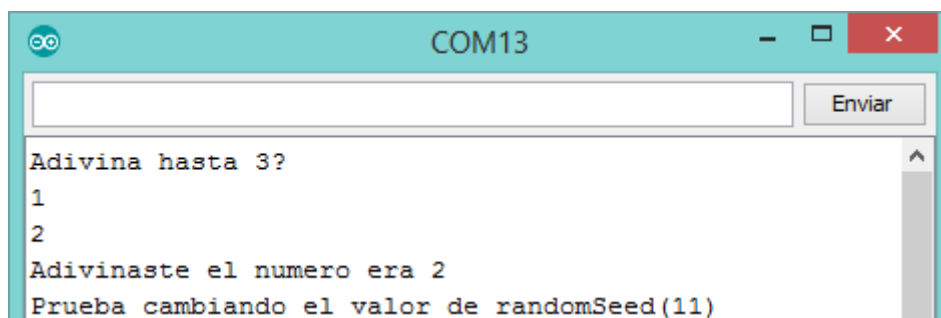 COM13
Enviar
Adivina hasta 3?
1
2
Adivinaste el numero era 2
Prueba cambiando el valor de randomSeed(11)